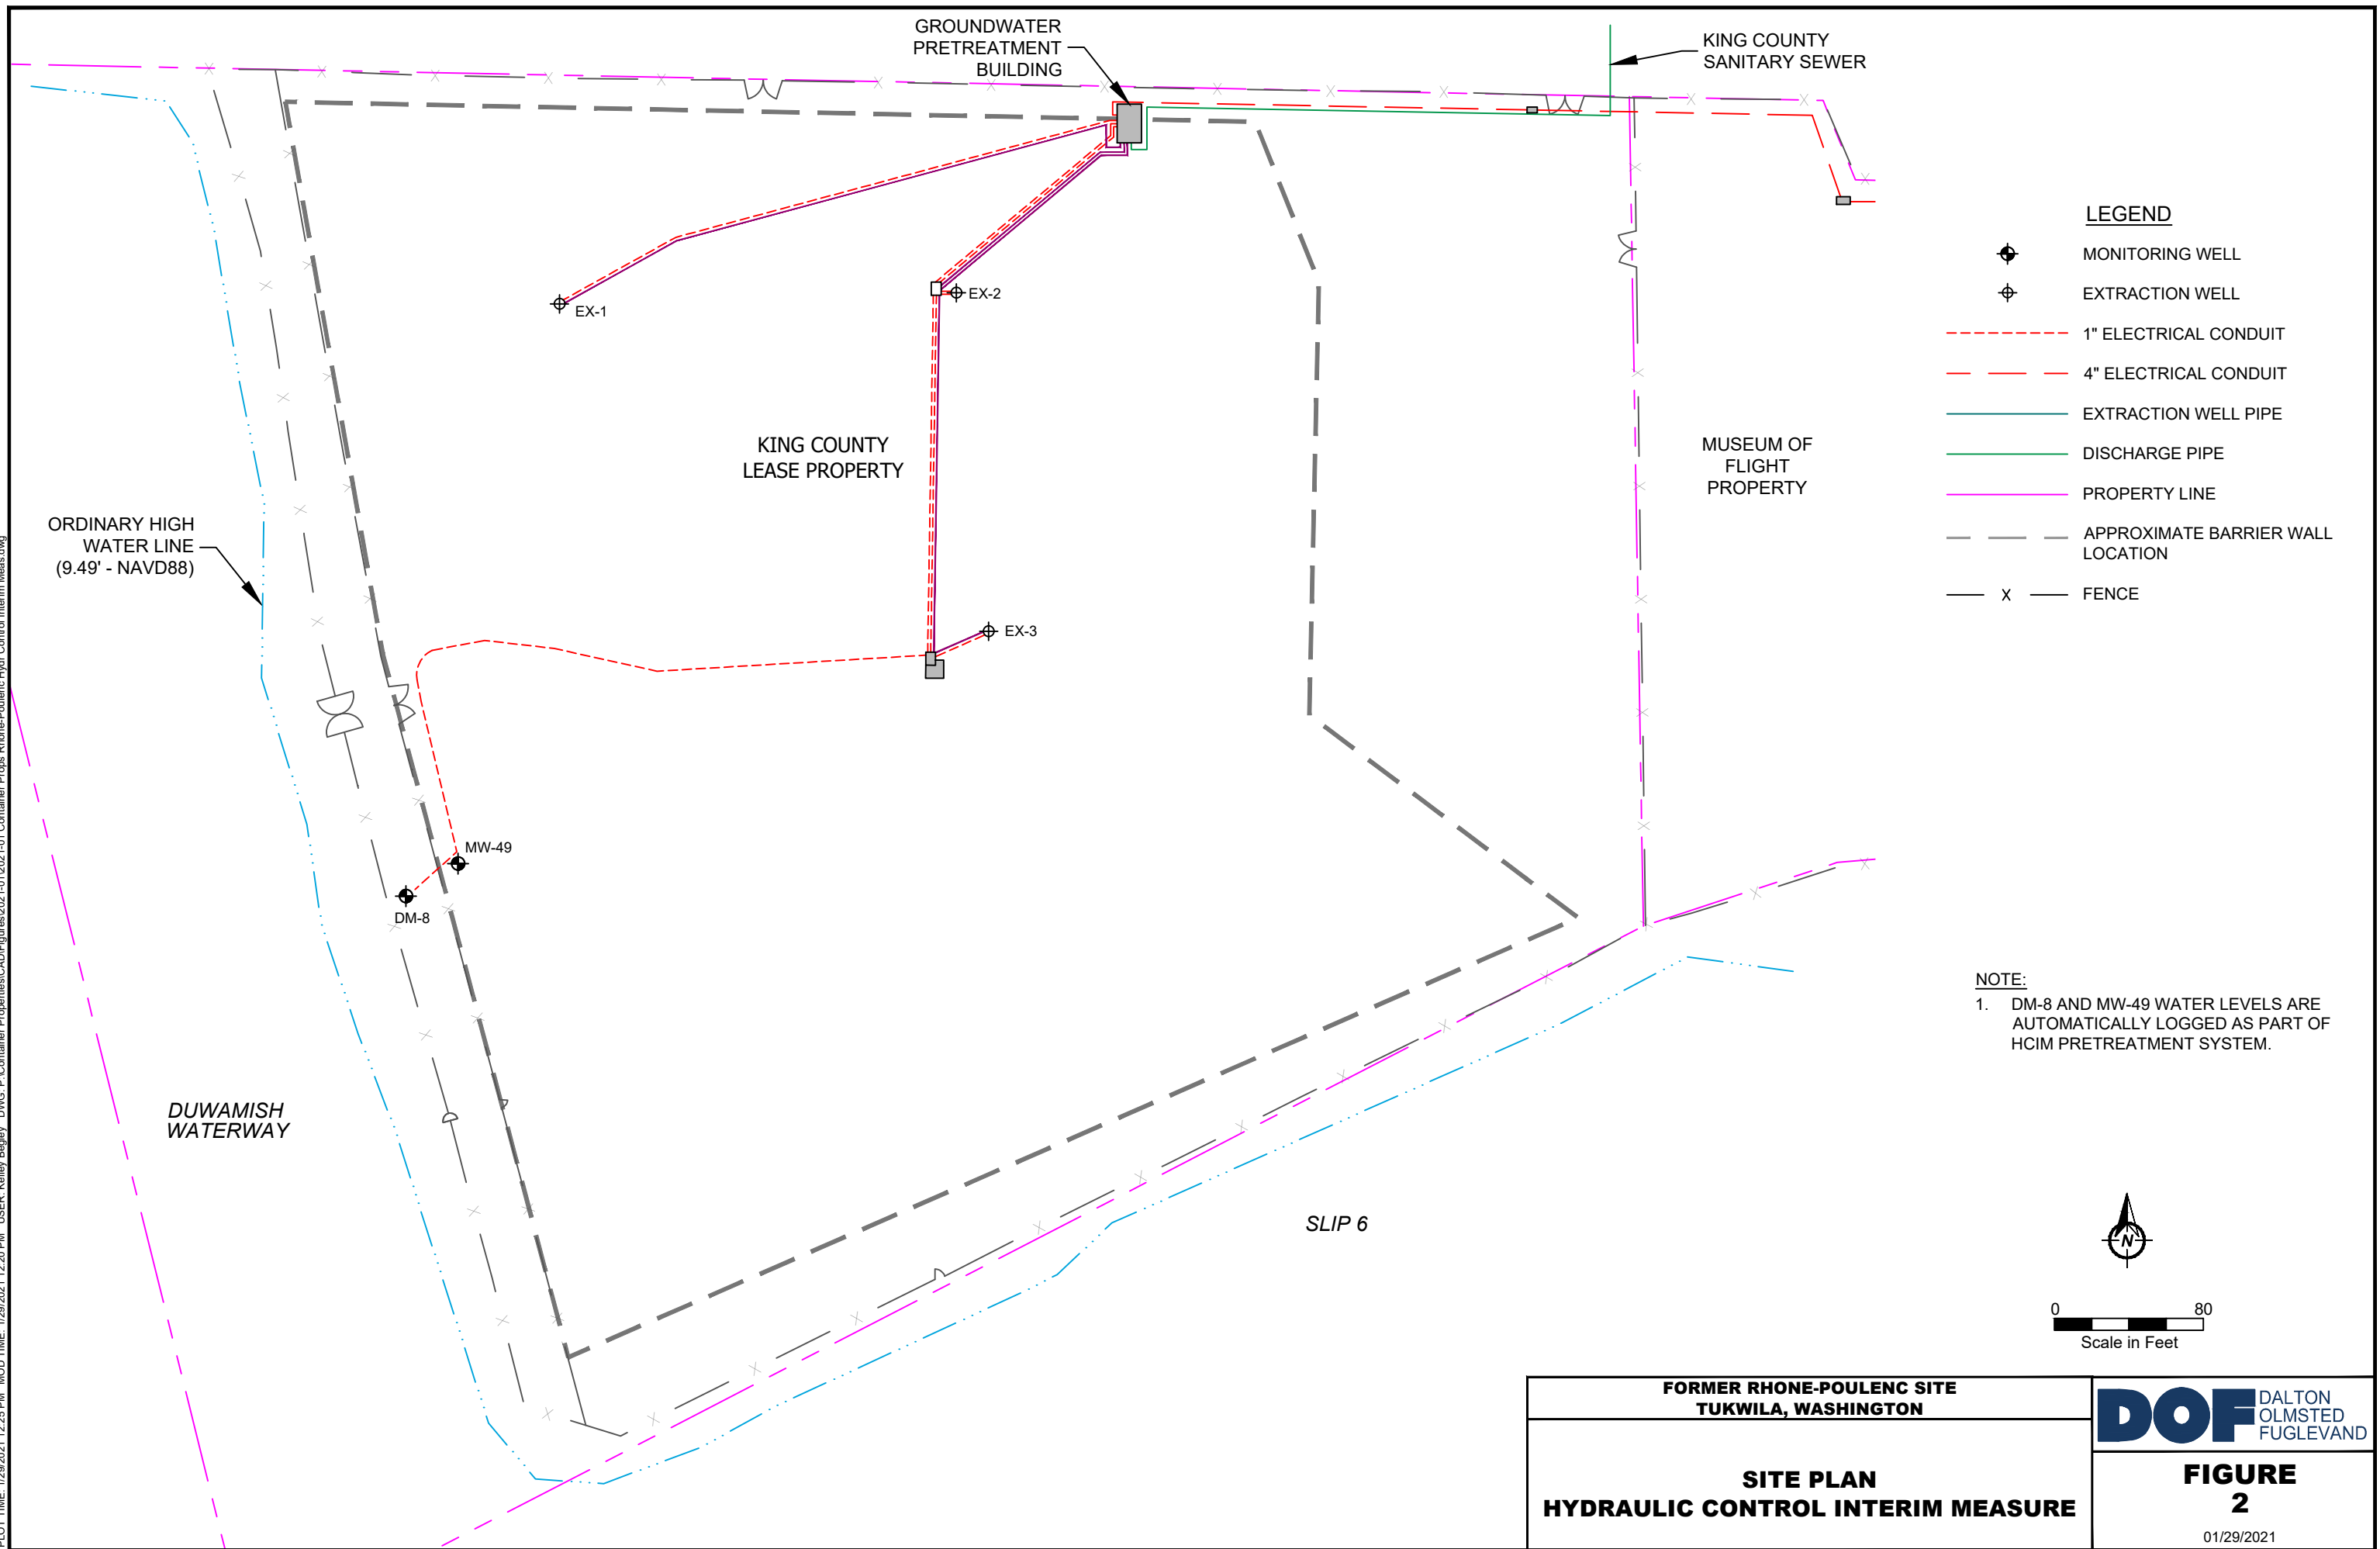 GROUNDWATER
PRETREATMENT
BUILDING
KING COUNTY
SANITARY SEWER
LEGEND
MONITORING WELL
EXTRACTION WELL
1" ELECTRICAL CONDUIT
4" ELECTRICAL CONDUIT
EXTRACTION WELL PIPE
DISCHARGE PIPE
PROPERTY LINE
APPROXIMATE BARRIER WALL
LOCATION
X FENCE
EX-1
EX-2
EX-3
KING COUNTY
LEASE PROPERTY
MUSEUM OF
FLIGHT
PROPERTY
ORDINARY HIGH
WATER LINE
(9.49' - NAVD88)
MW-49
DM-8
DUWAMISH
WATERWAY
SLIP 6
NOTE:
1. DM-8 AND MW-49 WATER LEVELS ARE
AUTOMATICALLY LOGGED AS PART OF
HCIM PRETREATMENT SYSTEM.
N
0 80
Scale in Feet
FORMER RHONE-POULENC SITE
TUKWILA, WASHINGTON
SITE PLAN
HYDRAULIC CONTROL INTERIM MEASURE
DOF
DALTON
OLMSTED
FUGLEVAND
FIGURE
2
01/29/2021